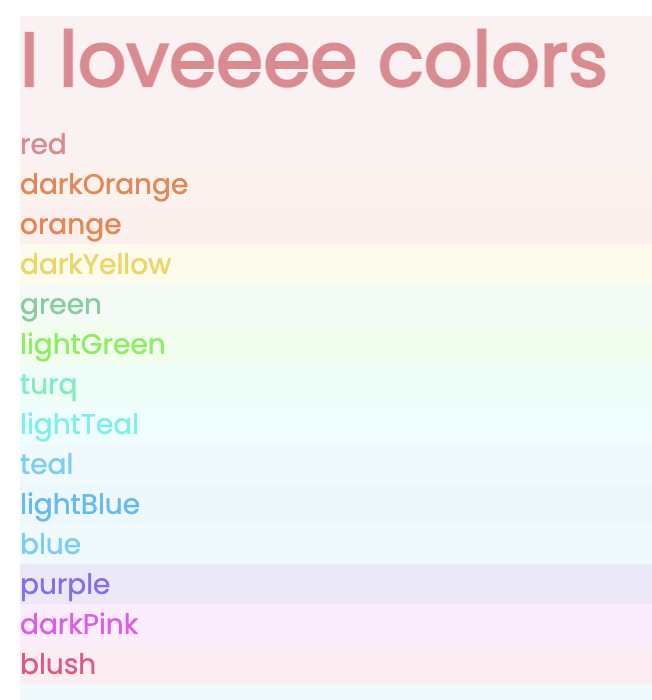 I loveeee colors
red
darkOrange
orange
darkYellow
green
lightGreen
turq
lightTeal
teal
lightBlue
blue
purple
darkPink
blush